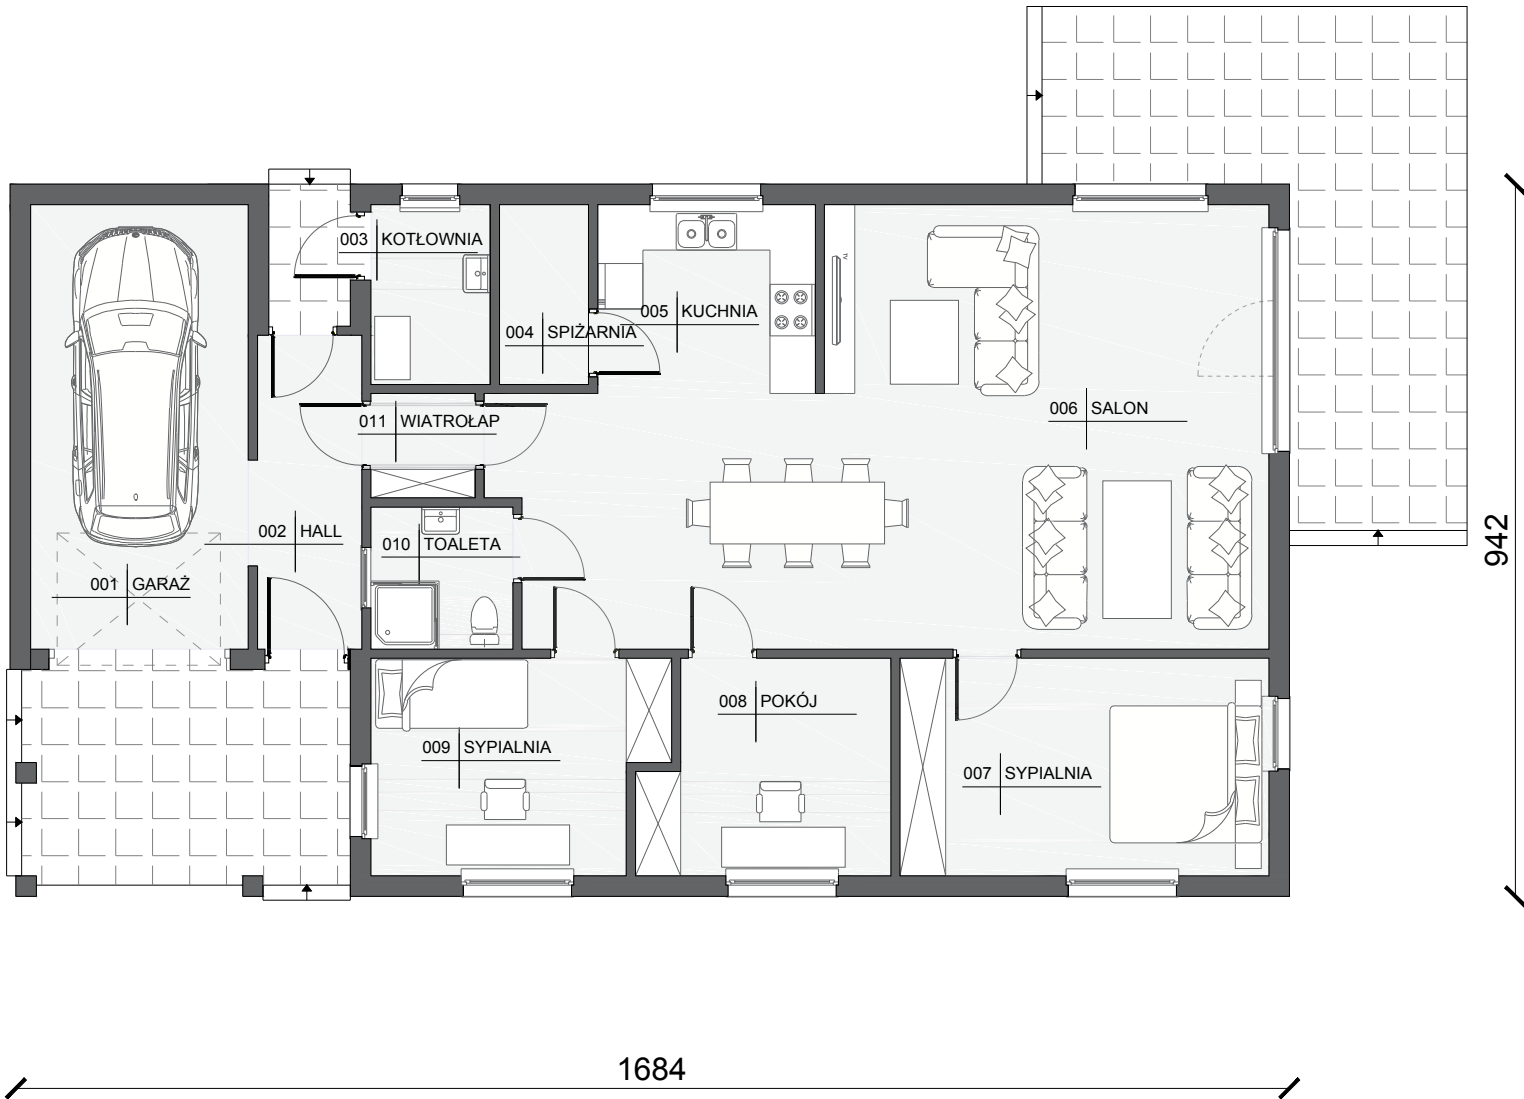 003 KOTŁOWNIA
TV
004 SPIŻARNIA
005 KUCHNIA
006 SALON
011 WIATROŁAP
002 HALL
010 TOALETA
001 GARAŻ
942
008 POKÓJ
009 SYPIALNIA
007 SYPIALNIA
1684